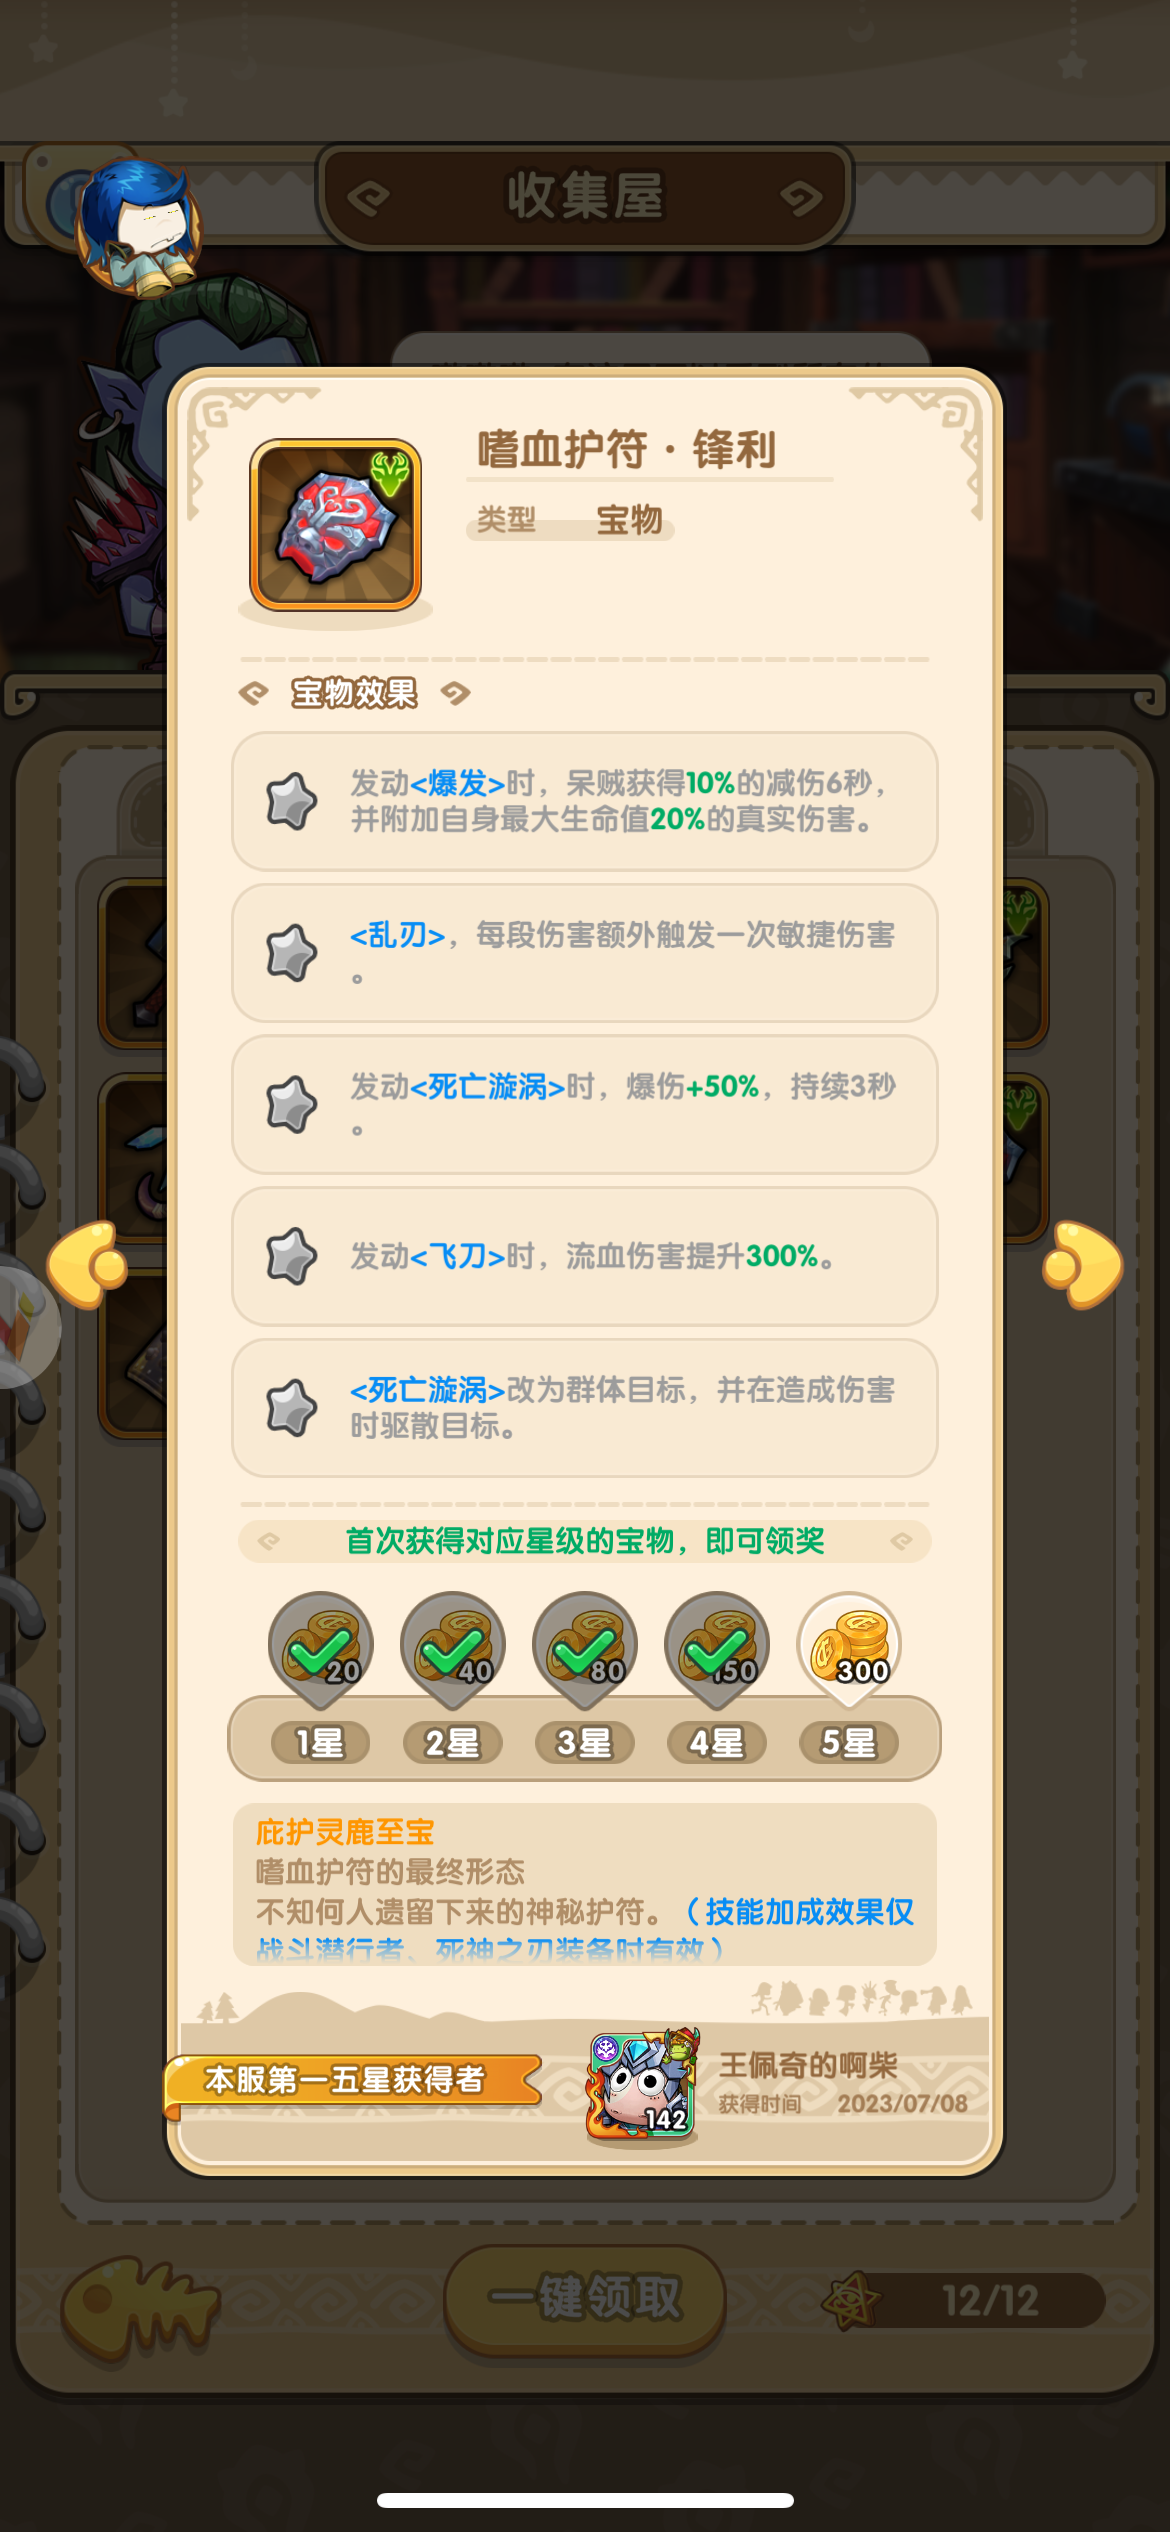 收集屋
嗜血护符·锋利
类型 宝物
宝物效果
发动<爆发>时，呆贼获得10%的减伤6秒，
并附加自身最大生命值20%的真实伤害。
<乱刃>，每段伤害额外触发一次敏捷伤害
。
发动<死亡漩涡>时，爆伤+50%，持续3秒
。
发动<飞刀>时，流血伤害提升300%。
<死亡漩涡>改为群体目标，并在造成伤害
时驱散目标。
首次获得对应星级的宝物，即可领奖
20 40 80 150 300
1星 2星 3星 4星 5星
庇护灵鹿至宝
嗜血护符的最终形态
不知何人遗留下来的神秘护符。（技能加成效果仅
战斗潜行者、死神之刃装备时有效）
本服第一五星获得者
142
王佩奇的啊柴
获得时间 2023/07/08
一键领取
12/12